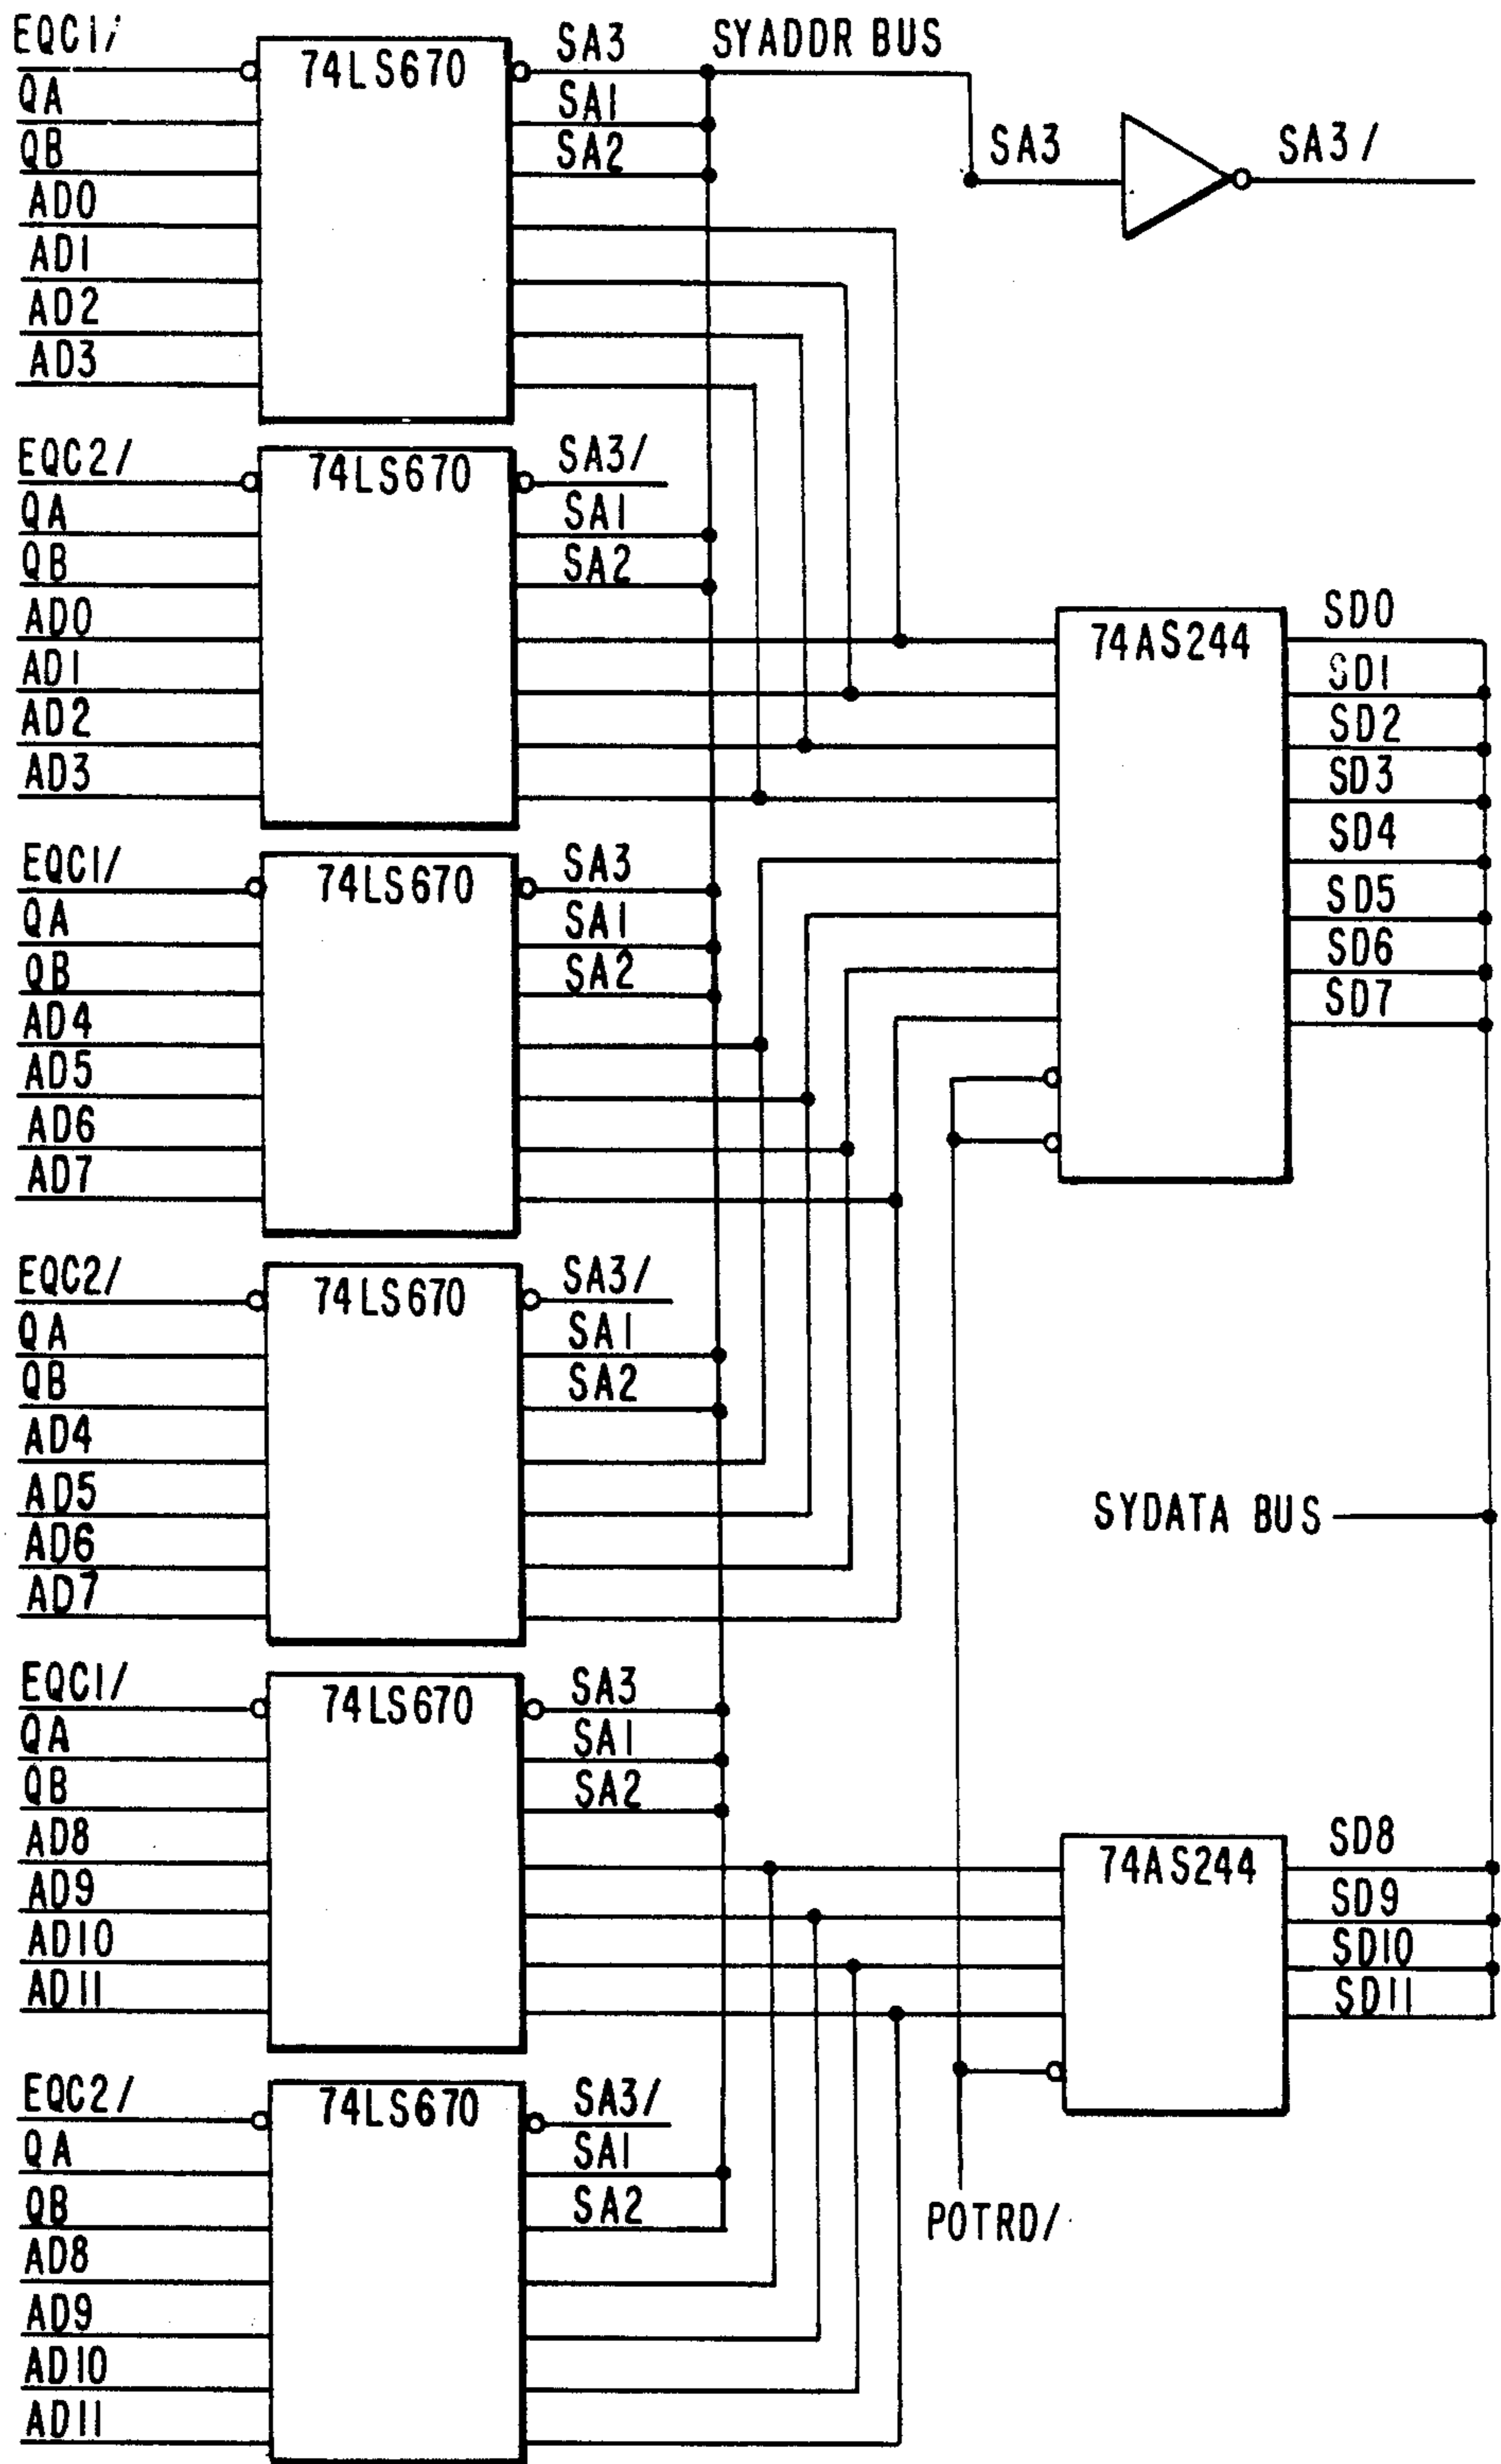 EQC1/
QA
QB
AD0
AD1
AD2
AD3
74LS670
SA3
SA1
SA2
SYADDR BUS
SA3
SA3/
EQC2/
QA
QB
AD0
AD1
AD2
AD3
74LS670
SA3/
SA1
SA2
EQC1/
QA
QB
AD4
AD5
AD6
AD7
74LS670
SA3
SA1
SA2
EQC2/
QA
QB
AD4
AD5
AD6
AD7
74LS670
SA3/
SA1
SA2
EQC1/
QA
QB
AD8
AD9
AD10
AD11
74LS670
SA3
SA1
SA2
EQC2/
QA
QB
AD8
AD9
AD10
AD11
74LS670
SA3/
SA1
SA2
74AS244
SD0
SD1
SD2
SD3
SD4
SD5
SD6
SD7
SYDATA BUS
74AS244
SD8
SD9
SD10
SD11
POTRD/